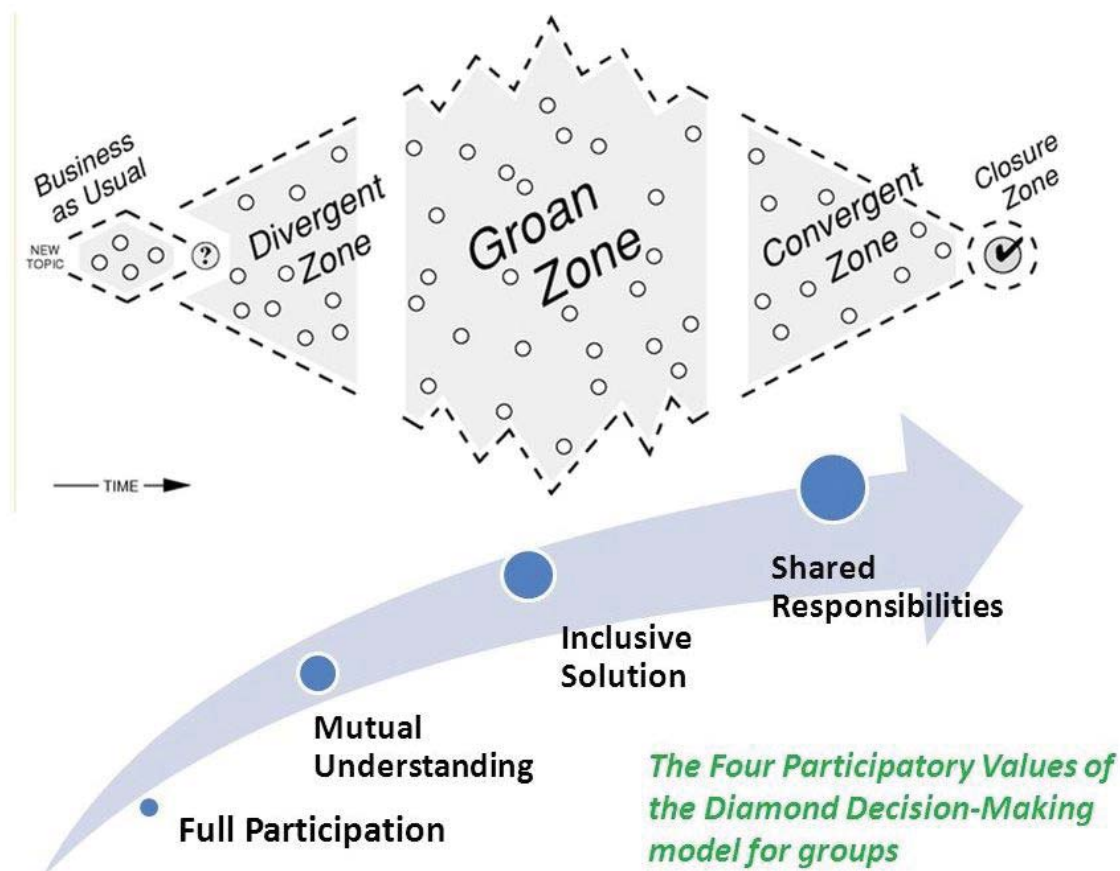 Business
as Usual
NEW
TOPIC
?
Divergent
Zone
Groan
Zone
Convergent
Zone
Closure
Zone
TIME
Shared
Responsibilities
Inclusive
Solution
Mutual
Understanding
Full Participation
The Four Participatory Values of
the Diamond Decision-Making
model for groups